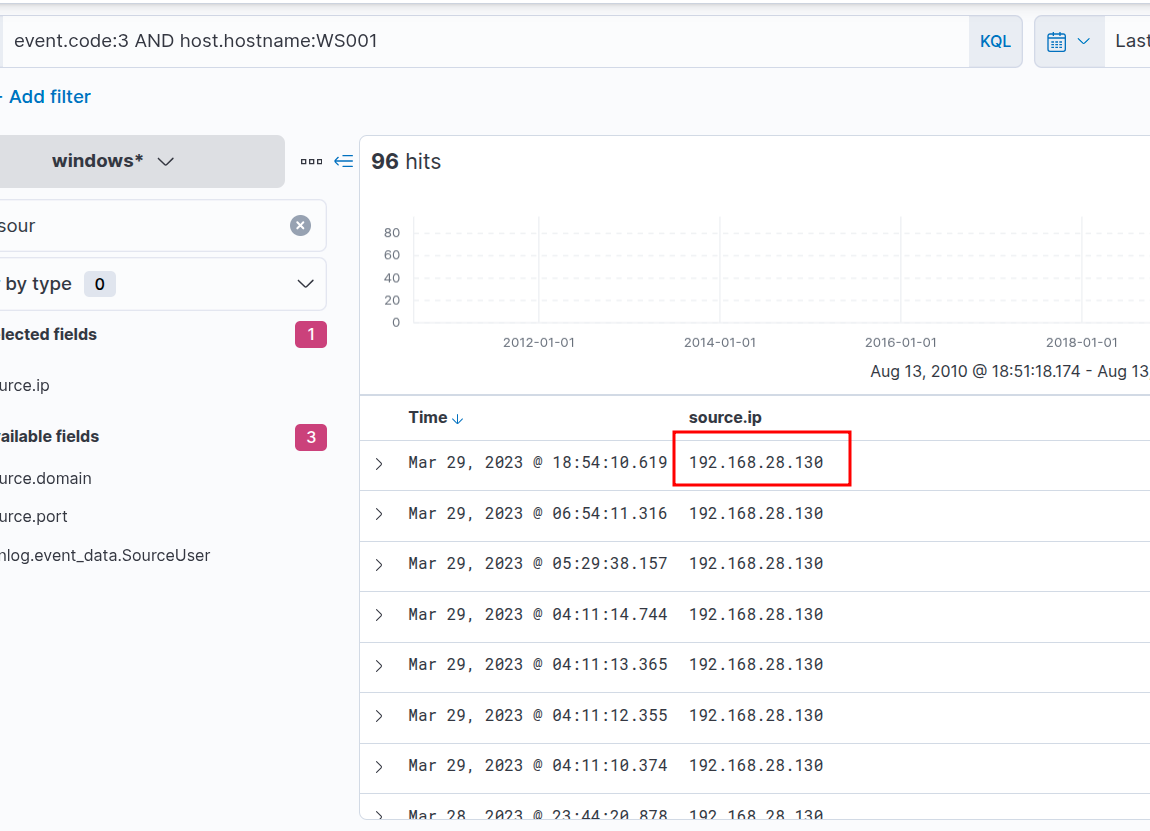 event.code:3 AND host.hostname:WS001
KQL
Last
Add filter
windows*
96 hits
sour
by type 0
lected fields 1
urce.ip
ailable fields 3
urce.domain
urce.port
nlog.event_data.SourceUser
80
60
40
20
0
2012-01-01 2014-01-01 2016-01-01 2018-01-01
Aug 13, 2010 @ 18:51:18.174 - Aug 13
Time source.ip
Mar 29, 2023 @ 18:54:10.619 192.168.28.130
Mar 29, 2023 @ 06:54:11.316 192.168.28.130
Mar 29, 2023 @ 05:29:38.157 192.168.28.130
Mar 29, 2023 @ 04:11:14.744 192.168.28.130
Mar 29, 2023 @ 04:11:13.365 192.168.28.130
Mar 29, 2023 @ 04:11:12.355 192.168.28.130
Mar 29, 2023 @ 04:11:10.374 192.168.28.130
Mar 28, 2023 @ 23:44:20.878 192.168.28.130